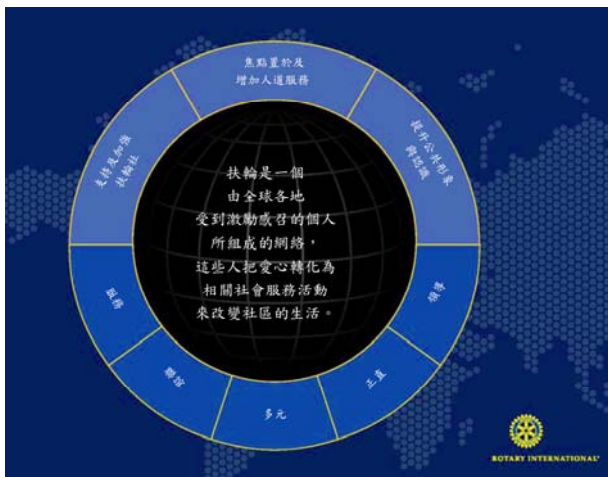 焦點置於及
增加人道服務
支持及加強
扶輪社
提升公共形象
與認識
扶輪是一個
由全球各地
受到激勵感召的個人
所組成的網絡，
這些人把愛心轉化為
相關社會服務活動
來改變社區的生活。
服務
聯誼
多元
正直
領導
ROTARY INTERNATIONAL®